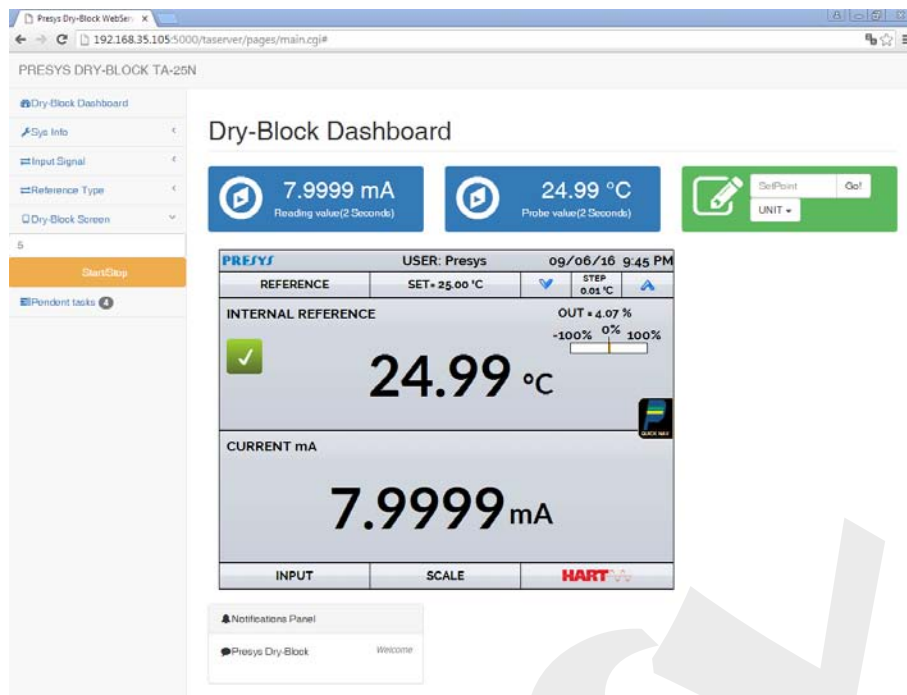 Presys Dry-Block WebSer
192.168.35.105:5000/taserver/pages/main.cgi#
PRESYS DRY-BLOCK TA-25N
Dry-Block Dashboard
Sys Info
Input Signal
Reference Type
Dry-Block Screen
5
Start/Stop
Pendent tasks 4
Dry-Block Dashboard
7.9999 mA
Reading value(2 Seconds)
24.99 °C
Probe value(2 Seconds)
SetPoint Go!
UNIT
PRESYS USER: Presys 09/06/16 9:45 PM
REFERENCE SET= 25.00 °C STEP
0.01 °C
INTERNAL REFERENCE OUT = 4.07 %
-100% 0% 100%
24.99 °C
QUICK NAV
CURRENT mA
7.9999 mA
INPUT SCALE HART
Notifications Panel
Presys Dry-Block Welcome